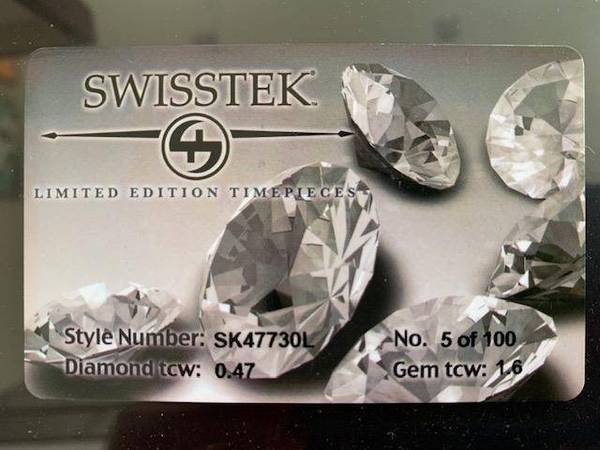 SWISSTEK
LIMITED EDITION TIMEPIECES
Style Number: SK47730L
No. 5 of 100
Diamond tcw: 0.47
Gem tcw: 1.6